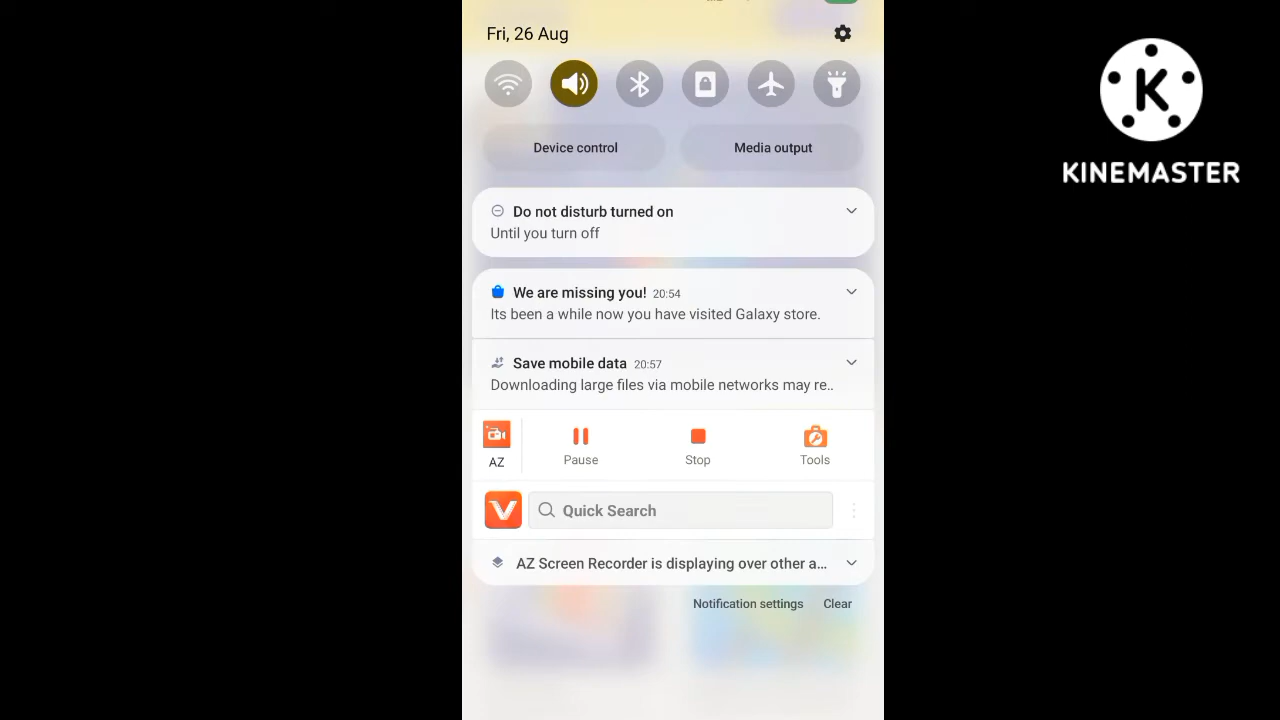 Fri, 26 Aug
K
KINEMASTER
Device control
Media output
Do not disturb turned on
Until you turn off
We are missing you! 20:54
Its been a while now you have visited Galaxy store.
Save mobile data 20:57
Downloading large files via mobile networks may re..
AZ
Pause
Stop
Tools
V
Quick Search
AZ Screen Recorder is displaying over other a...
Notification settings
Clear